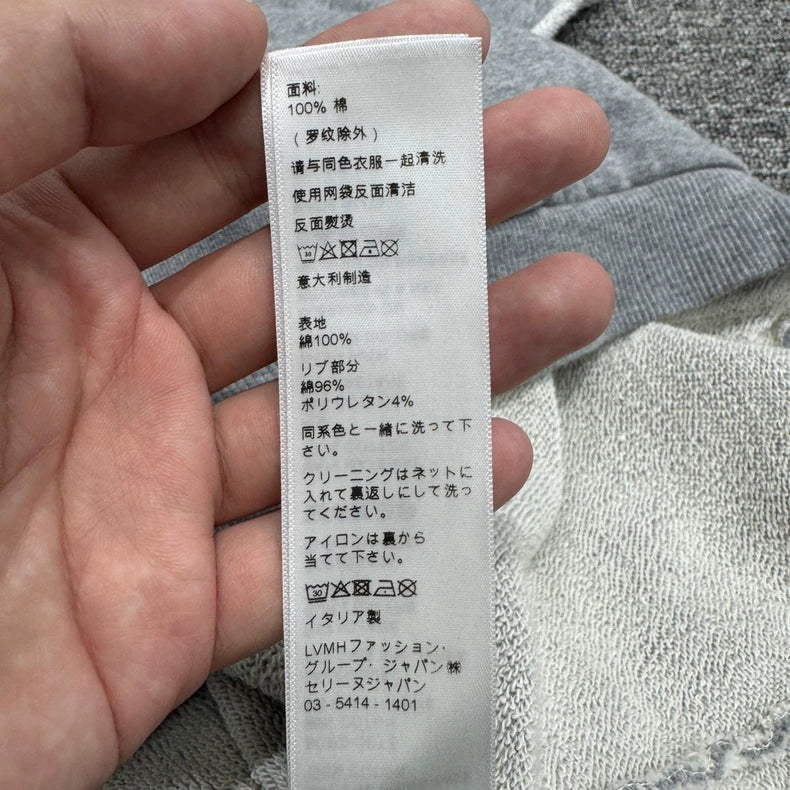 面料:
100% 棉
(罗纹除外)
请与同色衣服一起清洗
使用网袋反面清洁
反面熨烫
30
意大利制造
表地
綿100%
リブ部分
綿96%
ポリウレタン4%
同系色と一緒に洗って下
さい。
クリーニングはネットに
入れて裏返しにして洗っ
てください。
アイロンは裏から
当てて下さい。
30
イタリア製
LVMHファッション・
グループ・ジャパン㈱
セリーヌジャパン
03 - 5414 - 1401